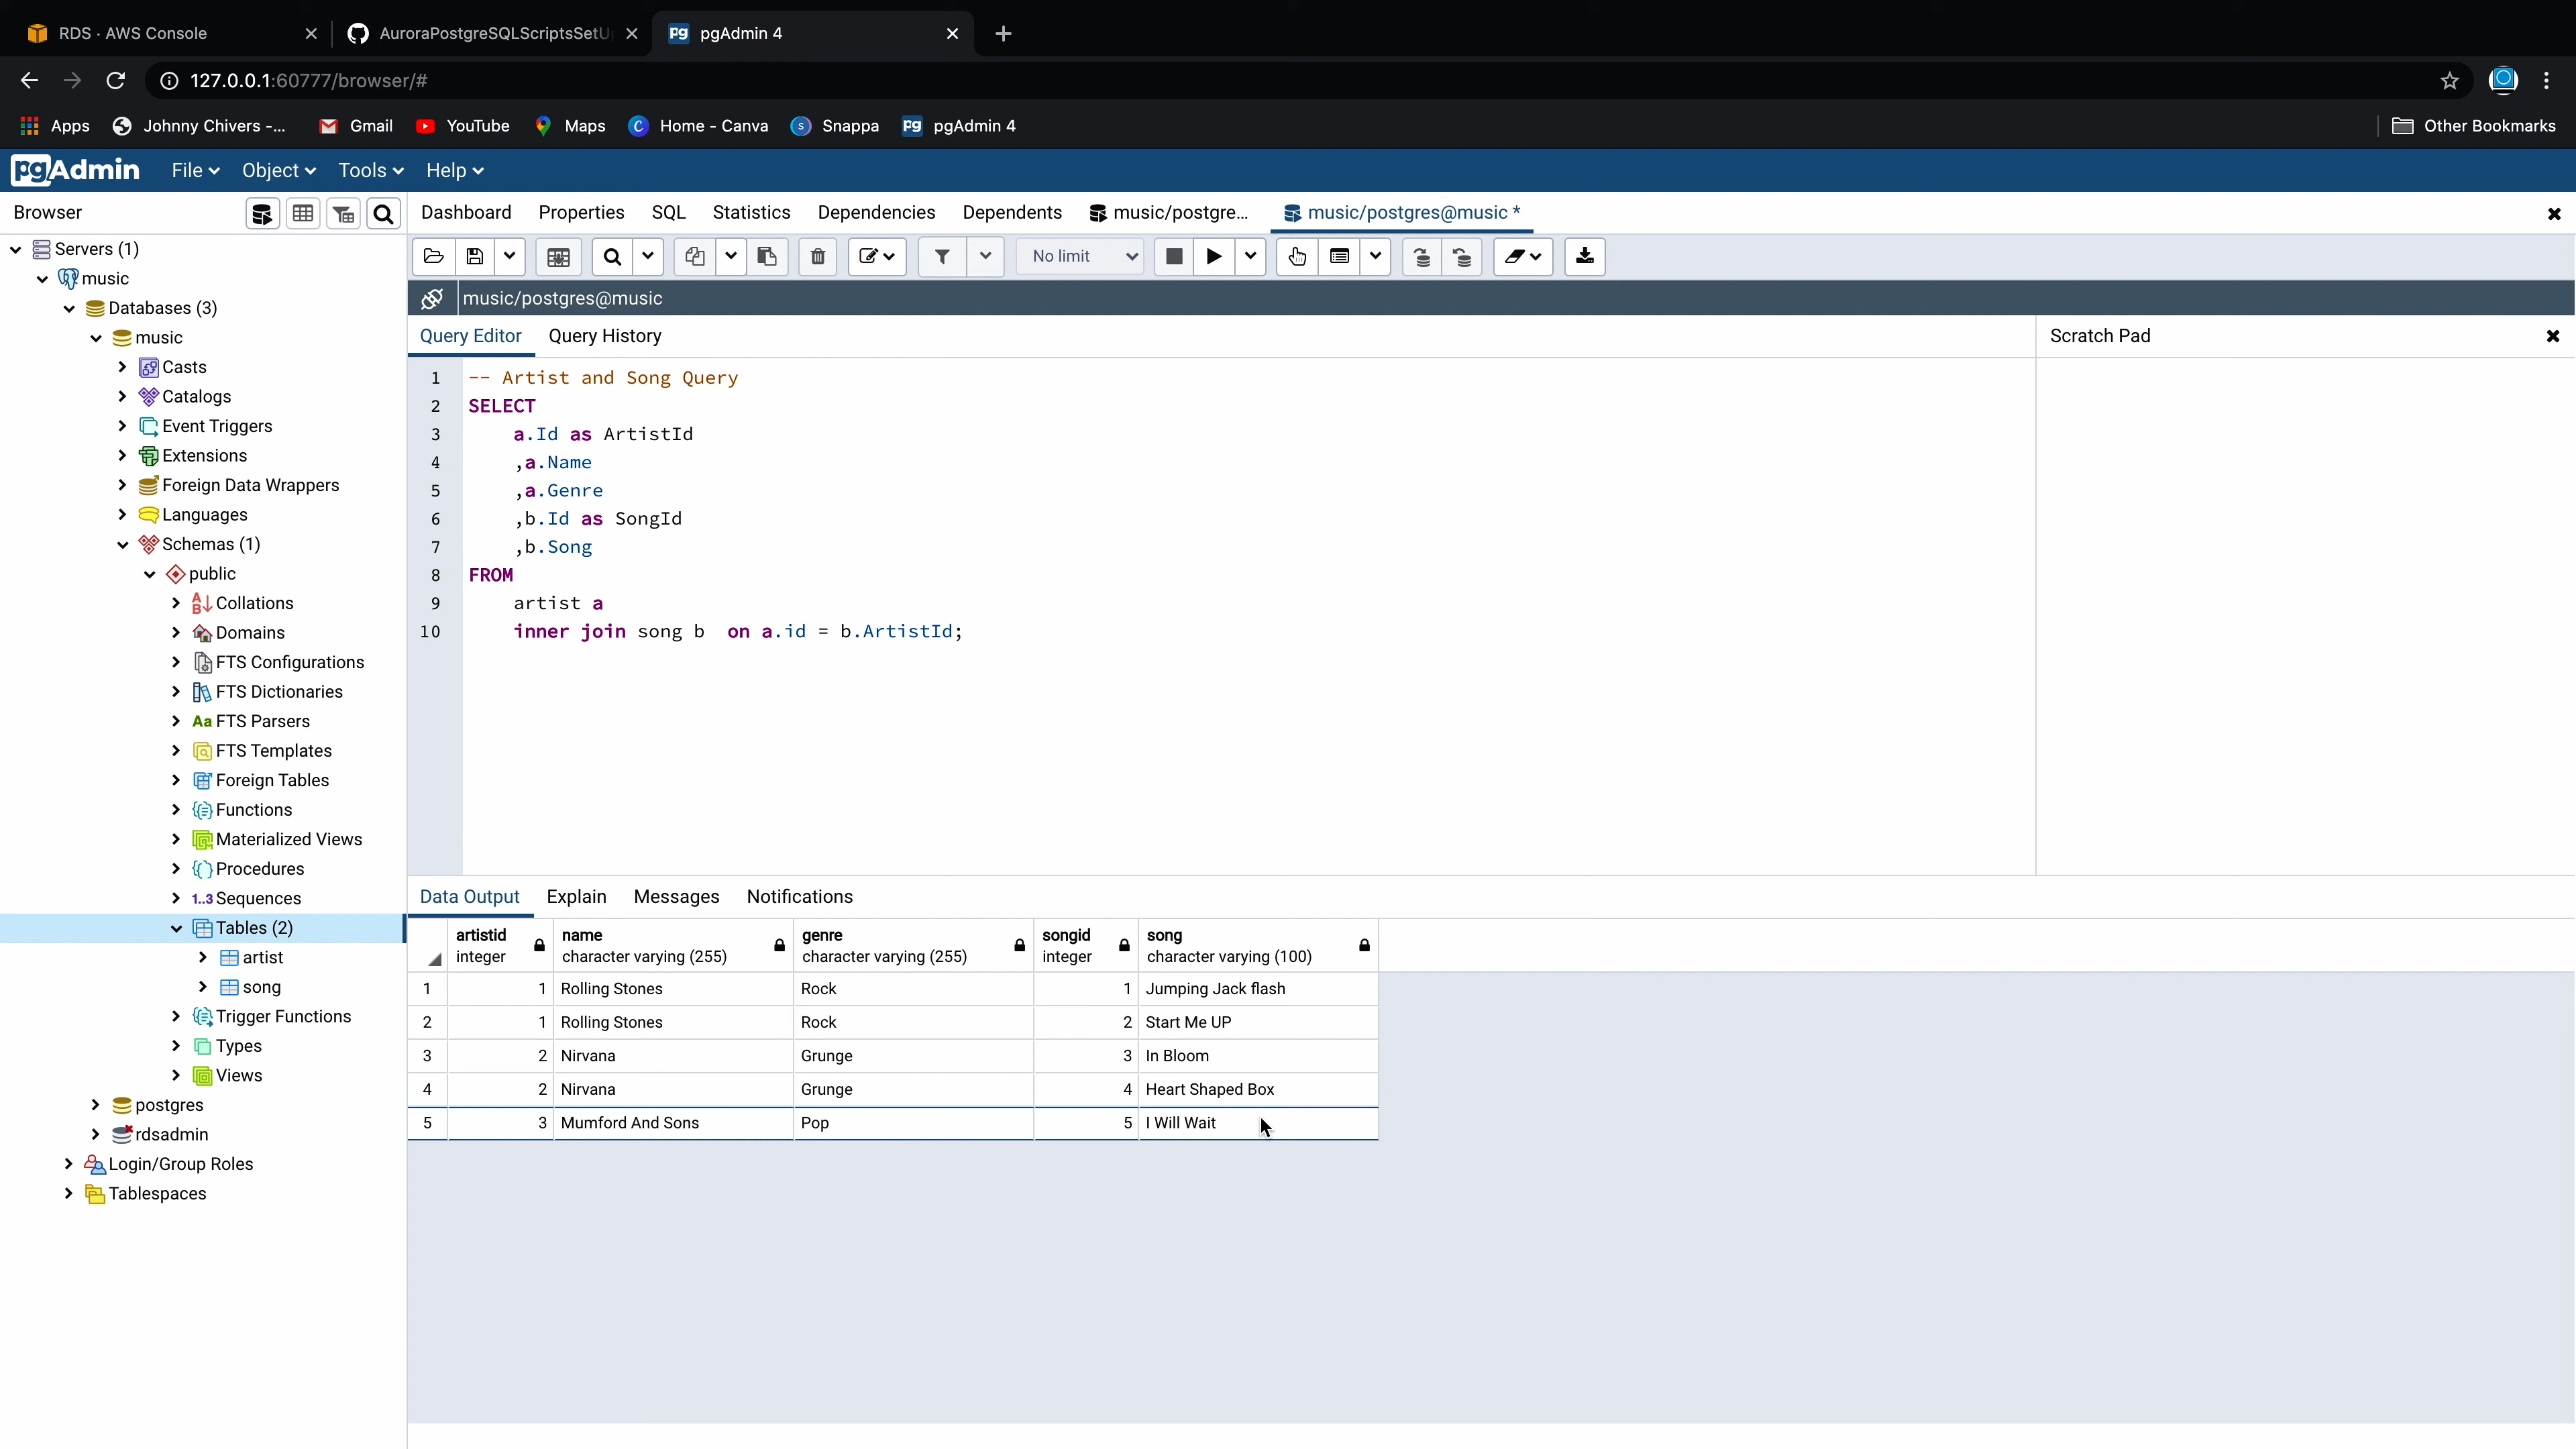 RDS · AWS Console
AuroraPostgreSQLScriptsSetU
pgAdmin 4
127.0.0.1:60777/browser/#
Apps
Johnny Chivers -...
Gmail
YouTube
Maps
Home - Canva
Snappa
pgAdmin 4
Other Bookmarks
pgAdmin
File
Object
Tools
Help
Browser
Dashboard
Properties
SQL
Statistics
Dependencies
Dependents
music/postgre...
music/postgres@music *
No limit
music/postgres@music
Query Editor
Query History
Scratch Pad
Servers (1)
music
Databases (3)
music
Casts
Catalogs
Event Triggers
Extensions
Foreign Data Wrappers
Languages
Schemas (1)
public
Collations
Domains
FTS Configurations
FTS Dictionaries
Aa FTS Parsers
FTS Templates
Foreign Tables
Functions
Materialized Views
Procedures
1..3 Sequences
Tables (2)
artist
song
Trigger Functions
Types
Views
postgres
rdsadmin
Login/Group Roles
Tablespaces
1 -- Artist and Song Query
2 SELECT
3 a.Id as ArtistId
4 ,a.Name
5 ,a.Genre
6 ,b.Id as SongId
7 ,b.Song
8 FROM
9 artist a
10 inner join song b on a.id = b.ArtistId;
Data Output
Explain
Messages
Notifications
artistid name genre songid song
integer character varying (255) character varying (255) integer character varying (100)
1 1 Rolling Stones Rock 1 Jumping Jack flash
2 1 Rolling Stones Rock 2 Start Me UP
3 2 Nirvana Grunge 3 In Bloom
4 2 Nirvana Grunge 4 Heart Shaped Box
5 3 Mumford And Sons Pop 5 I Will Wait